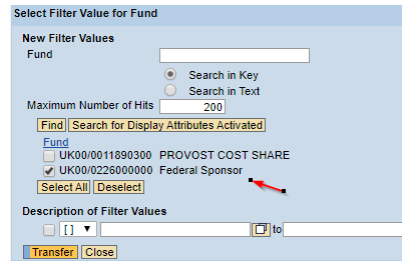 Select Filter Value for Fund
New Filter Values
Fund
Search in Key
Search in Text
Maximum Number of Hits 200
Find Search for Display Attributes Activated
Fund
UK00/0011890300 PROVOST COST SHARE
UK00/0226000000 Federal Sponsor
Select All Deselect
Description of Filter Values
[ ] to
Transfer Close